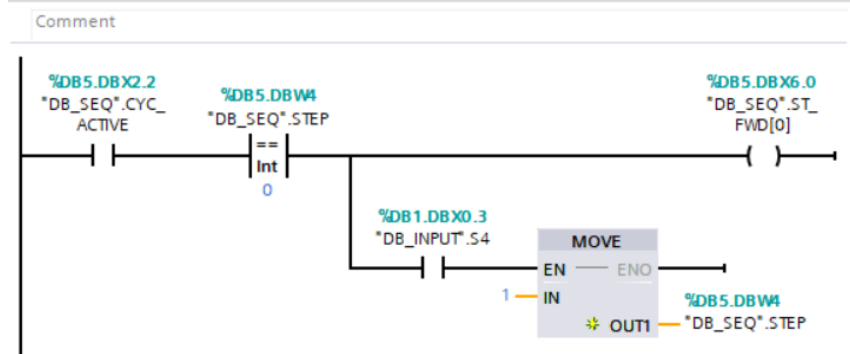 Comment
%DB5.DBX2.2
"DB_SEQ".CYC_
ACTIVE
%DB5.DBW4
"DB_SEQ".STEP
==
Int
0
%DB5.DBX6.0
"DB_SEQ".ST_
FWD[0]
%DB1.DBX0.3
"DB_INPUT".S4
MOVE
EN
ENO
1
IN
OUT1
%DB5.DBW4
"DB_SEQ".STEP